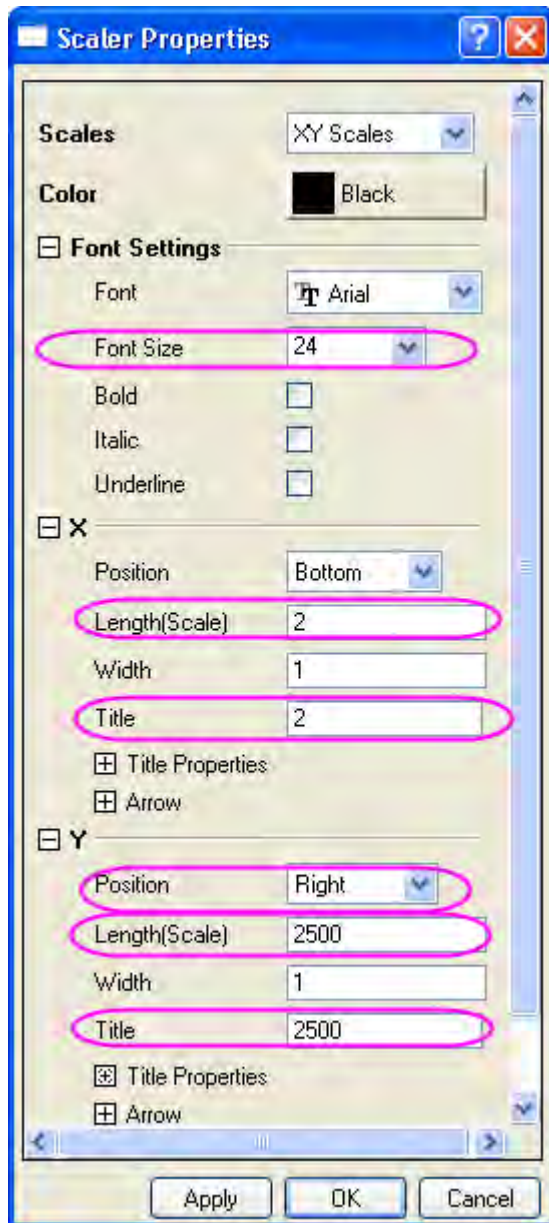 Scaler Properties
Scales XY Scales
Color Black
Font Settings
Font Arial
Font Size 24
Bold
Italic
Underline
X
Position Bottom
Length(Scale) 2
Width 1
Title 2
Title Properties
Arrow
Y
Position Right
Length(Scale) 2500
Width 1
Title 2500
Title Properties
Arrow
Apply OK Cancel